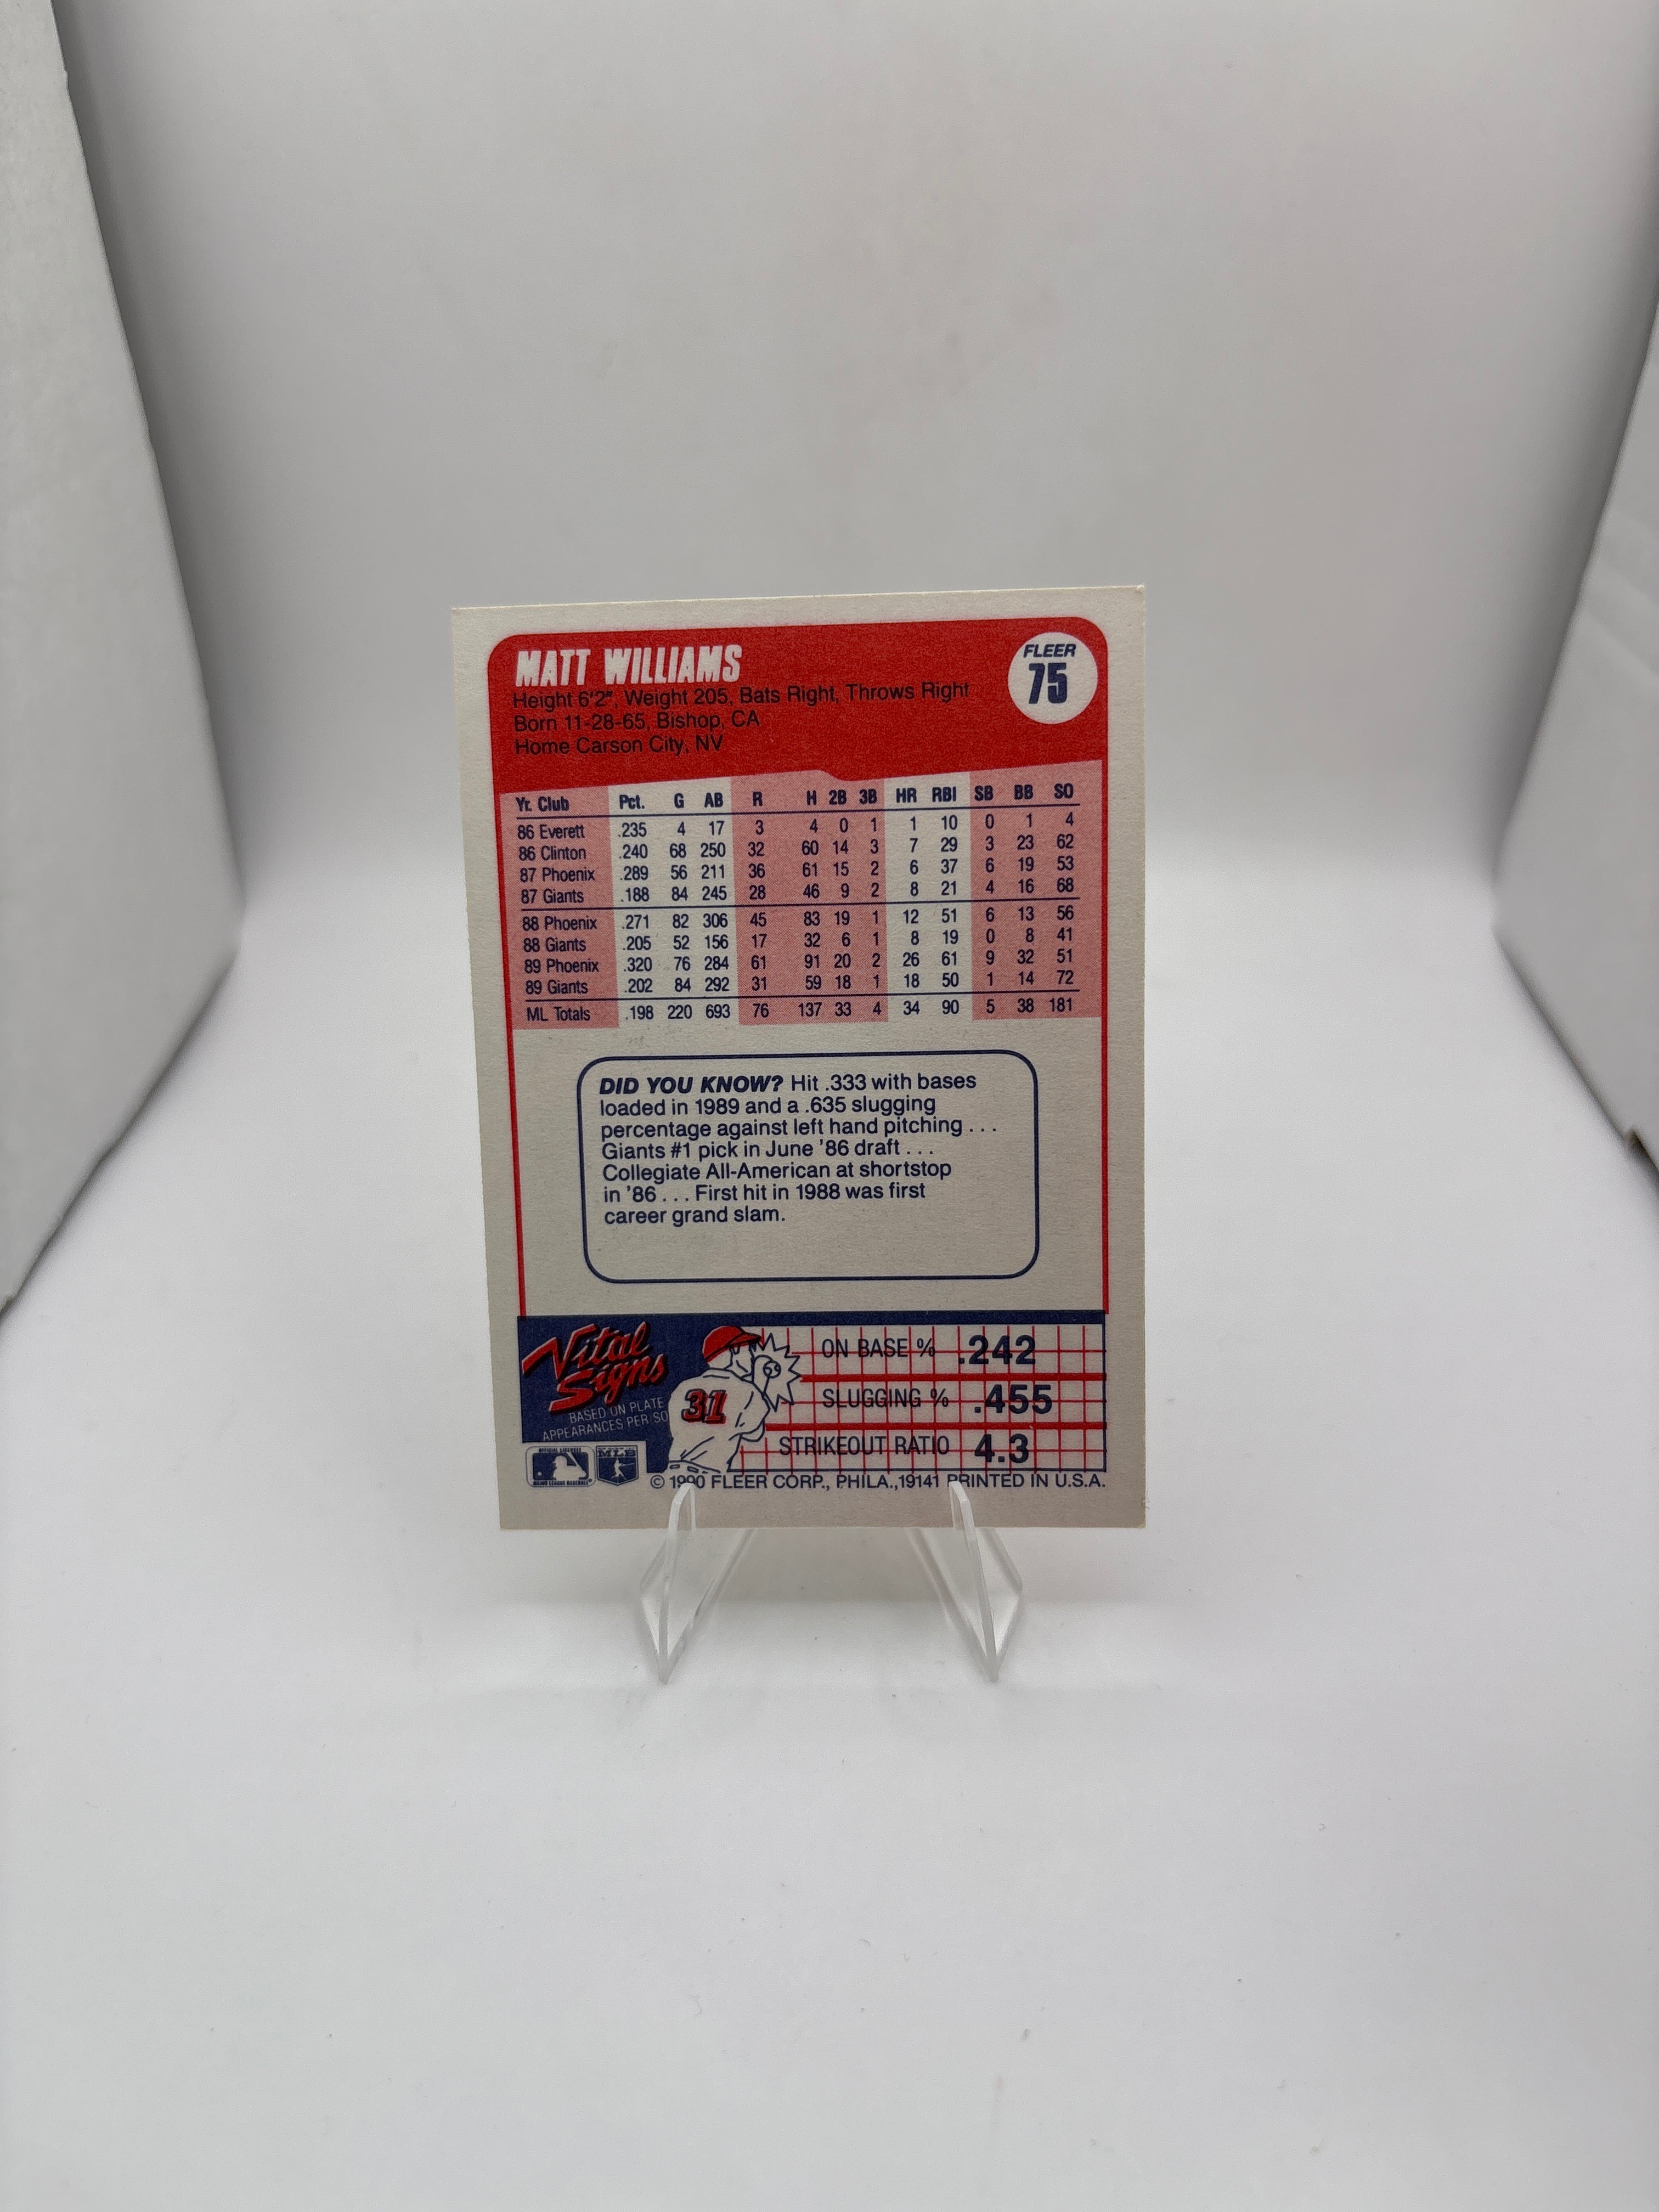 MATT WILLIAMS
FLEER
75
Height 6'2", Weight 205, Bats Right, Throws Right
Born 11-28-65, Bishop, CA
Home Carson City, NV
Yr. Club Pct. G AB R H 2B 3B HR RBI SB BB SO
86 Everett .235 4 17 3 4 0 1 1 10 0 1 4
86 Clinton .240 68 250 32 60 14 3 7 29 3 23 62
87 Phoenix .289 56 211 36 61 15 2 6 37 6 19 53
87 Giants .188 84 245 28 46 9 2 8 21 4 16 68
88 Phoenix .271 82 306 45 83 19 1 12 51 6 13 56
88 Giants .205 52 156 17 32 6 1 8 19 0 8 41
89 Phoenix .320 76 284 61 91 20 2 26 61 9 32 51
89 Giants .202 84 292 31 59 18 1 18 50 1 14 72
ML Totals .198 220 693 76 137 33 4 34 90 5 38 181
DID YOU KNOW? Hit .333 with bases
loaded in 1989 and a .635 slugging
percentage against left hand pitching . . .
Giants #1 pick in June '86 draft . . .
Collegiate All-American at shortstop
in '86 . . . First hit in 1988 was first
career grand slam.
Vital
Signs
BASED ON PLATE
APPEARANCES PER SO
31
ON BASE % .242
SLUGGING % .455
STRIKEOUT RATIO 4.3
MLB
© 1990 FLEER CORP., PHILA., 19141 PRINTED IN U.S.A.